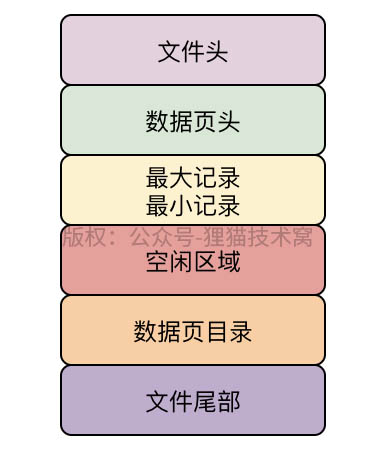 文件头
数据页头
最大记录
最小记录
版权：公众号-狸猫技术窝
空闲区域
数据页目录
文件尾部